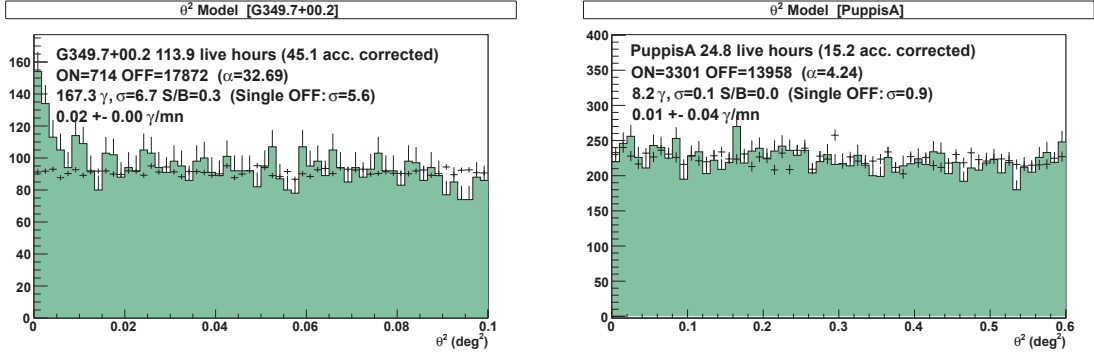 θ² Model [G349.7+00.2]
G349.7+00.2 113.9 live hours (45.1 acc. corrected)
ON=714 OFF=17872 (α=32.69)
167.3 γ, σ=6.7 S/B=0.3 (Single OFF: σ=5.6)
0.02 +- 0.00 γ/mn
160
140
120
100
80
60
40
20
0
0 0.02 0.04 0.06 0.08 0.1
θ² (deg²)
θ² Model [PuppisA]
PuppisA 24.8 live hours (15.2 acc. corrected)
ON=3301 OFF=13958 (α=4.24)
8.2 γ, σ=0.1 S/B=0.0 (Single OFF: σ=0.9)
0.01 +- 0.04 γ/mn
400
350
300
250
200
150
100
50
0
0 0.1 0.2 0.3 0.4 0.5 0.6
θ² (deg²)